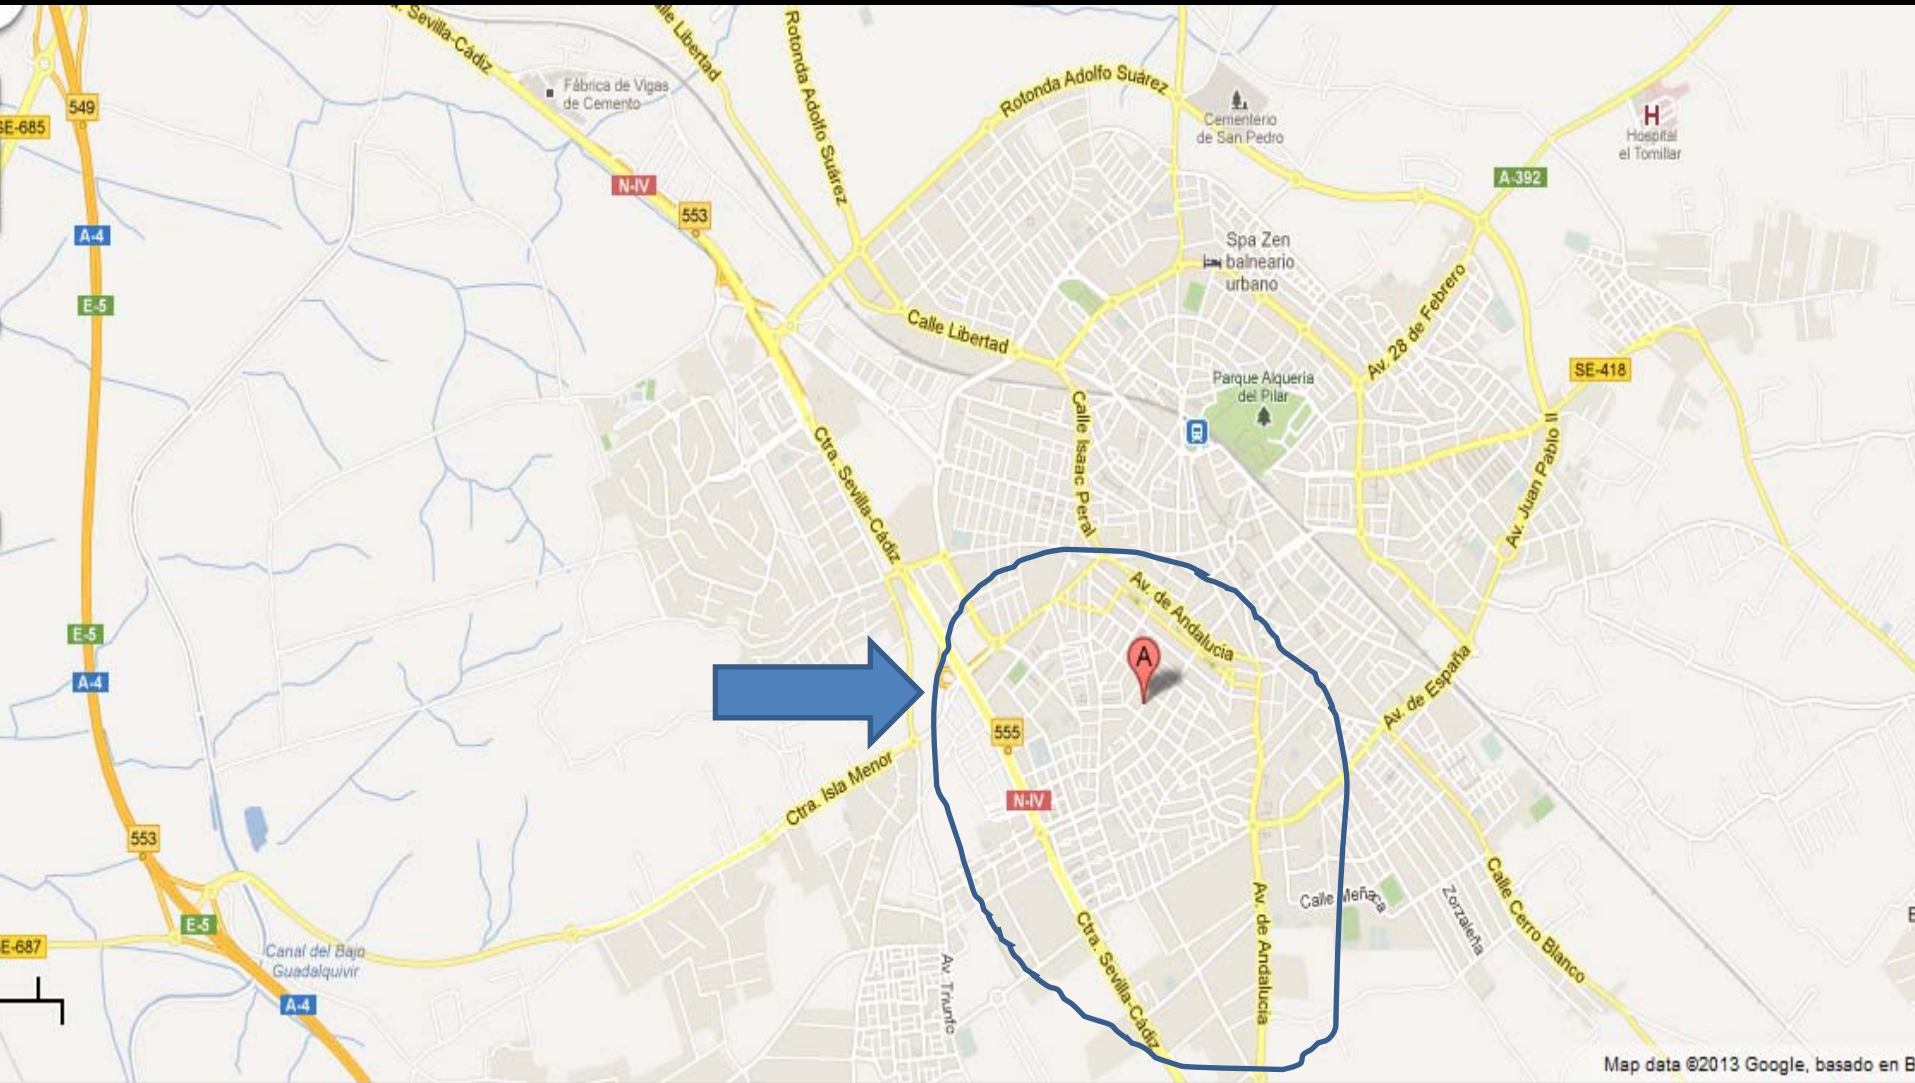 Sevilla-Cádiz
Calle Libertad
Rotonda Adolfo Suárez
Rotonda Adolfo Suárez
Fábrica de Vigas
de Cemento
549
SE-685
Cementerio
de San Pedro
H
Hospital
el Tomillar
N-IV
A-392
553
A-4
Spa Zen
balneario
urbano
E-5
Calle Libertad
Av. 28 de Febrero
SE-418
Parque Alquería
del Pilar
Calle Isaac Peral
Ctra. Sevilla-Cádiz
Av. Juan Pablo II
Av. de Andalucia
E-5
A
A-4
Av. de España
555
Ctra. Isla Menor
N-IV
553
Calle Meñaca
Zorzaleña
Calle Cerro Blanco
E-5
Av. de Andalucia
Ctra. Sevilla-Cádiz
SE-687
Canal del Bajo
Guadalquivir
Av. Triunfo
A-4
Map data ©2013 Google, basado en B